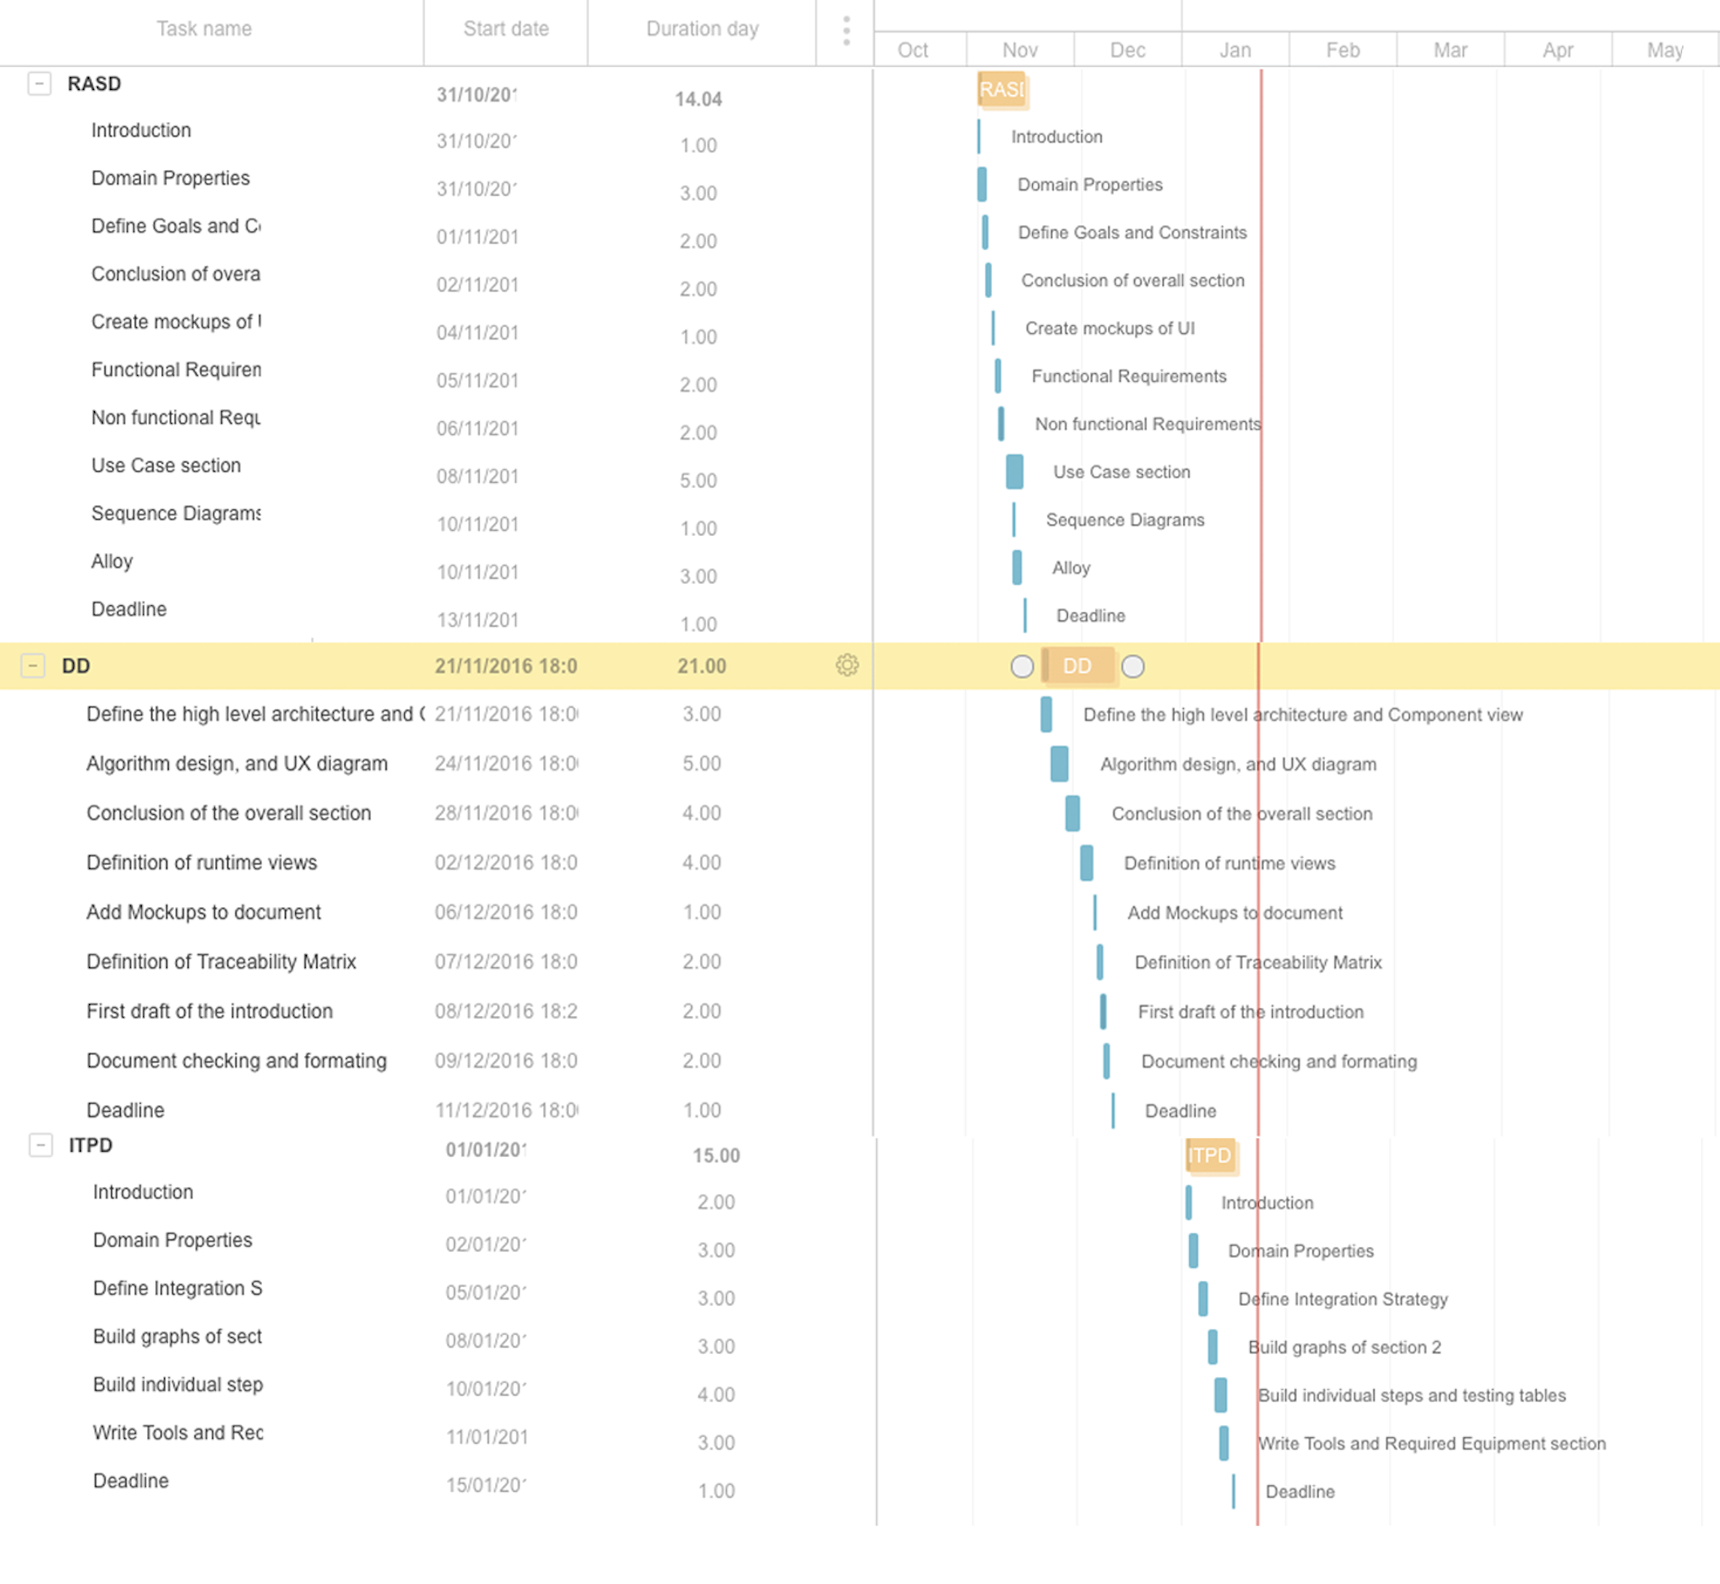 Task name Start date Duration day
Oct Nov Dec Jan Feb Mar Apr May
RASD 31/10/20 14.04 RASD
Introduction 31/10/20 1.00 Introduction
Domain Properties 31/10/20 3.00 Domain Properties
Define Goals and C 01/11/201 2.00 Define Goals and Constraints
Conclusion of overa 02/11/201 2.00 Conclusion of overall section
Create mockups of 04/11/201 1.00 Create mockups of UI
Functional Requiren 05/11/201 2.00 Functional Requirements
Non functional Requ 06/11/201 2.00 Non functional Requirements
Use Case section 08/11/201 5.00 Use Case section
Sequence Diagrams 10/11/201 1.00 Sequence Diagrams
Alloy 10/11/201 3.00 Alloy
Deadline 13/11/201 1.00 Deadline
DD 21/11/2016 18:0 21.00 DD
Define the high level architecture and 21/11/2016 18:0 3.00 Define the high level architecture and Component view
Algorithm design, and UX diagram 24/11/2016 18:0 5.00 Algorithm design, and UX diagram
Conclusion of the overall section 28/11/2016 18:0 4.00 Conclusion of the overall section
Definition of runtime views 02/12/2016 18:0 4.00 Definition of runtime views
Add Mockups to document 06/12/2016 18:0 1.00 Add Mockups to document
Definition of Traceability Matrix 07/12/2016 18:0 2.00 Definition of Traceability Matrix
First draft of the introduction 08/12/2016 18:2 2.00 First draft of the introduction
Document checking and formating 09/12/2016 18:0 2.00 Document checking and formating
Deadline 11/12/2016 18:0 1.00 Deadline
ITPD 01/01/20 15.00 ITPD
Introduction 01/01/20 2.00 Introduction
Domain Properties 02/01/20 3.00 Domain Properties
Define Integration S 05/01/20 3.00 Define Integration Strategy
Build graphs of sect 08/01/20 3.00 Build graphs of section 2
Build individual step 10/01/20 4.00 Build individual steps and testing tables
Write Tools and Rec 11/01/201 3.00 Write Tools and Required Equipment section
Deadline 15/01/20 1.00 Deadline